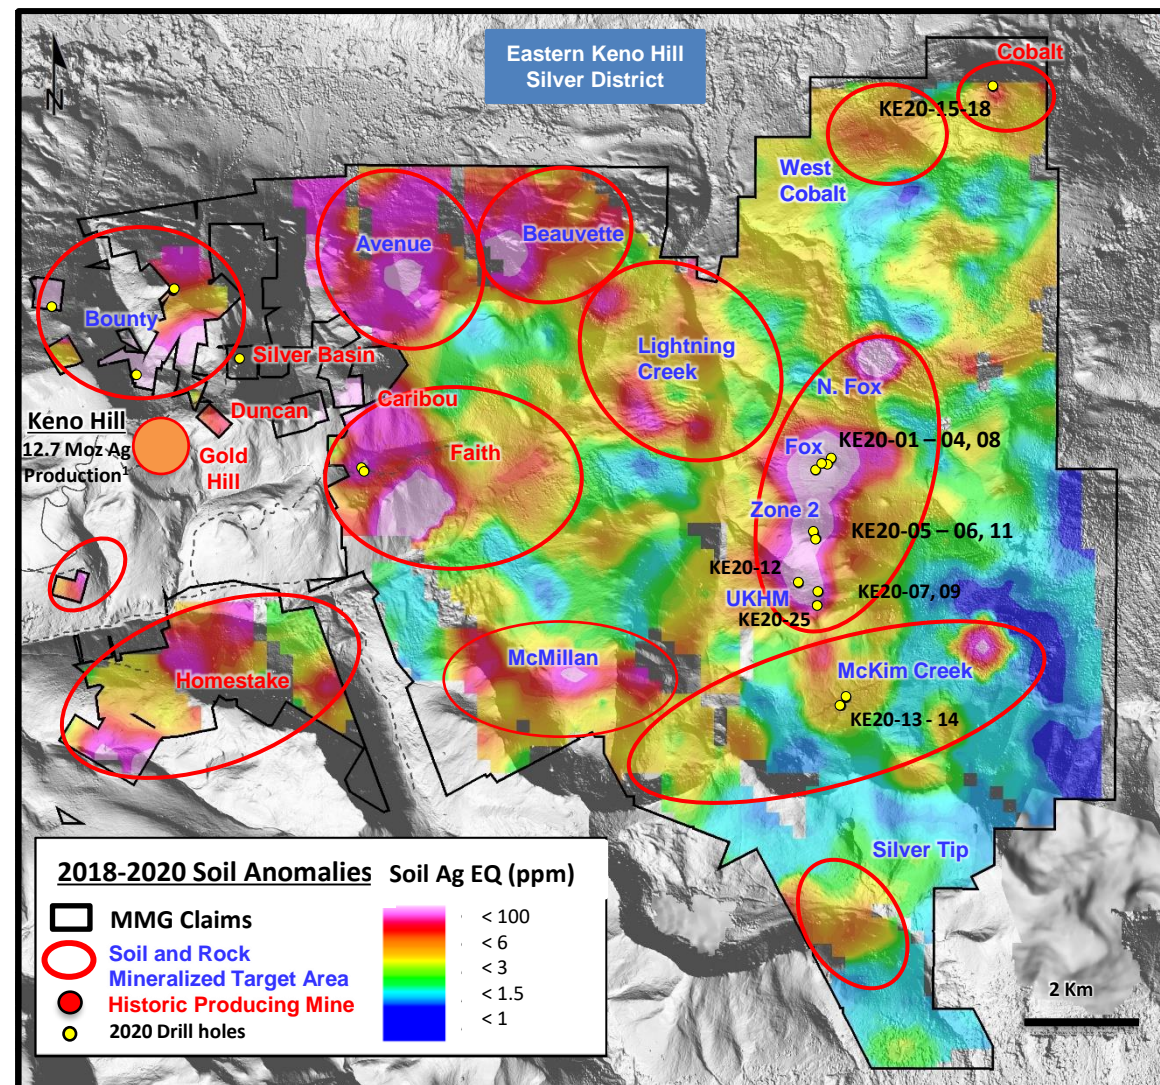 Eastern Keno Hill
Silver District
N
Cobalt
KE20-15-18
West
Cobalt
Avenue
Beauvette
Bounty
Silver Basin
Lightning
Creek
N. Fox
Caribou
Duncan
Keno Hill
12.7 Moz Ag
Production¹
Gold
Hill
Faith
Fox
KE20-01 – 04, 08
Zone 2
KE20-05 – 06, 11
KE20-12
UKHM
KE20-07, 09
KE20-25
McMillan
McKim Creek
Homestake
KE20-13 - 14
Silver Tip
2018-2020 Soil Anomalies
MMG Claims
Soil and Rock
Mineralized Target Area
Historic Producing Mine
2020 Drill holes
Soil Ag EQ (ppm)
< 100
< 6
< 3
< 1.5
< 1
2 Km